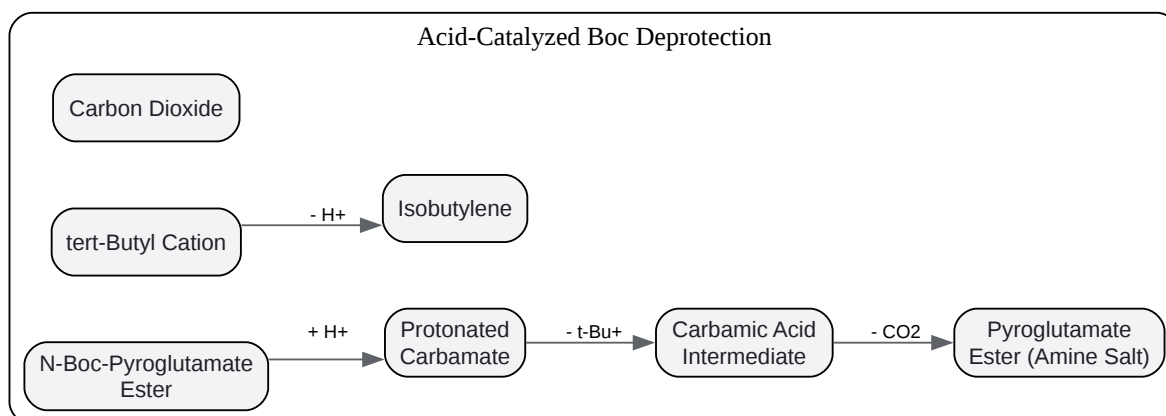 Acid-Catalyzed Boc Deprotection
Carbon Dioxide
tert-Butyl Cation
- H+
Isobutylene
N-Boc-Pyroglutamate
Ester
+ H+
Protonated
Carbamate
- t-Bu+
Carbamic Acid
Intermediate
- CO2
Pyroglutamate
Ester (Amine Salt)